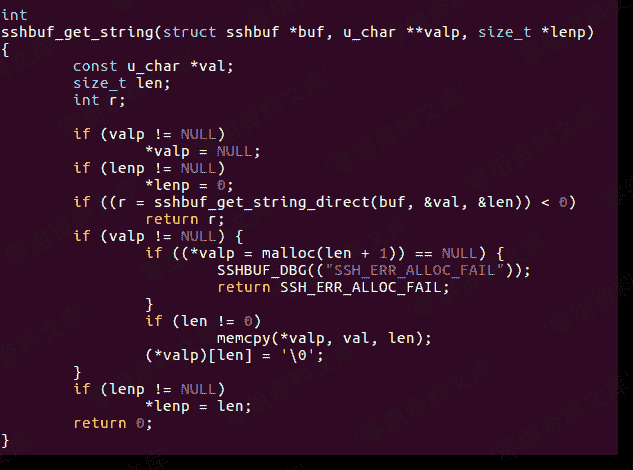 int
sshbuf_get_string(struct sshbuf *buf, u_char **valp, size_t *lenp)
{
        const u_char *val;
        size_t len;
        int r;

        if (valp != NULL)
                *valp = NULL;
        if (lenp != NULL)
                *lenp = 0;
        if ((r = sshbuf_get_string_direct(buf, &val, &len)) < 0)
                return r;
        if (valp != NULL) {
                if ((*valp = malloc(len + 1)) == NULL) {
                        SSHBUF_DBG(("SSH_ERR_ALLOC_FAIL"));
                        return SSH_ERR_ALLOC_FAIL;
                }
                if (len != 0)
                        memcpy(*valp, val, len);
                (*valp)[len] = '\0';
        }
        if (lenp != NULL)
                *lenp = len;
        return 0;
}